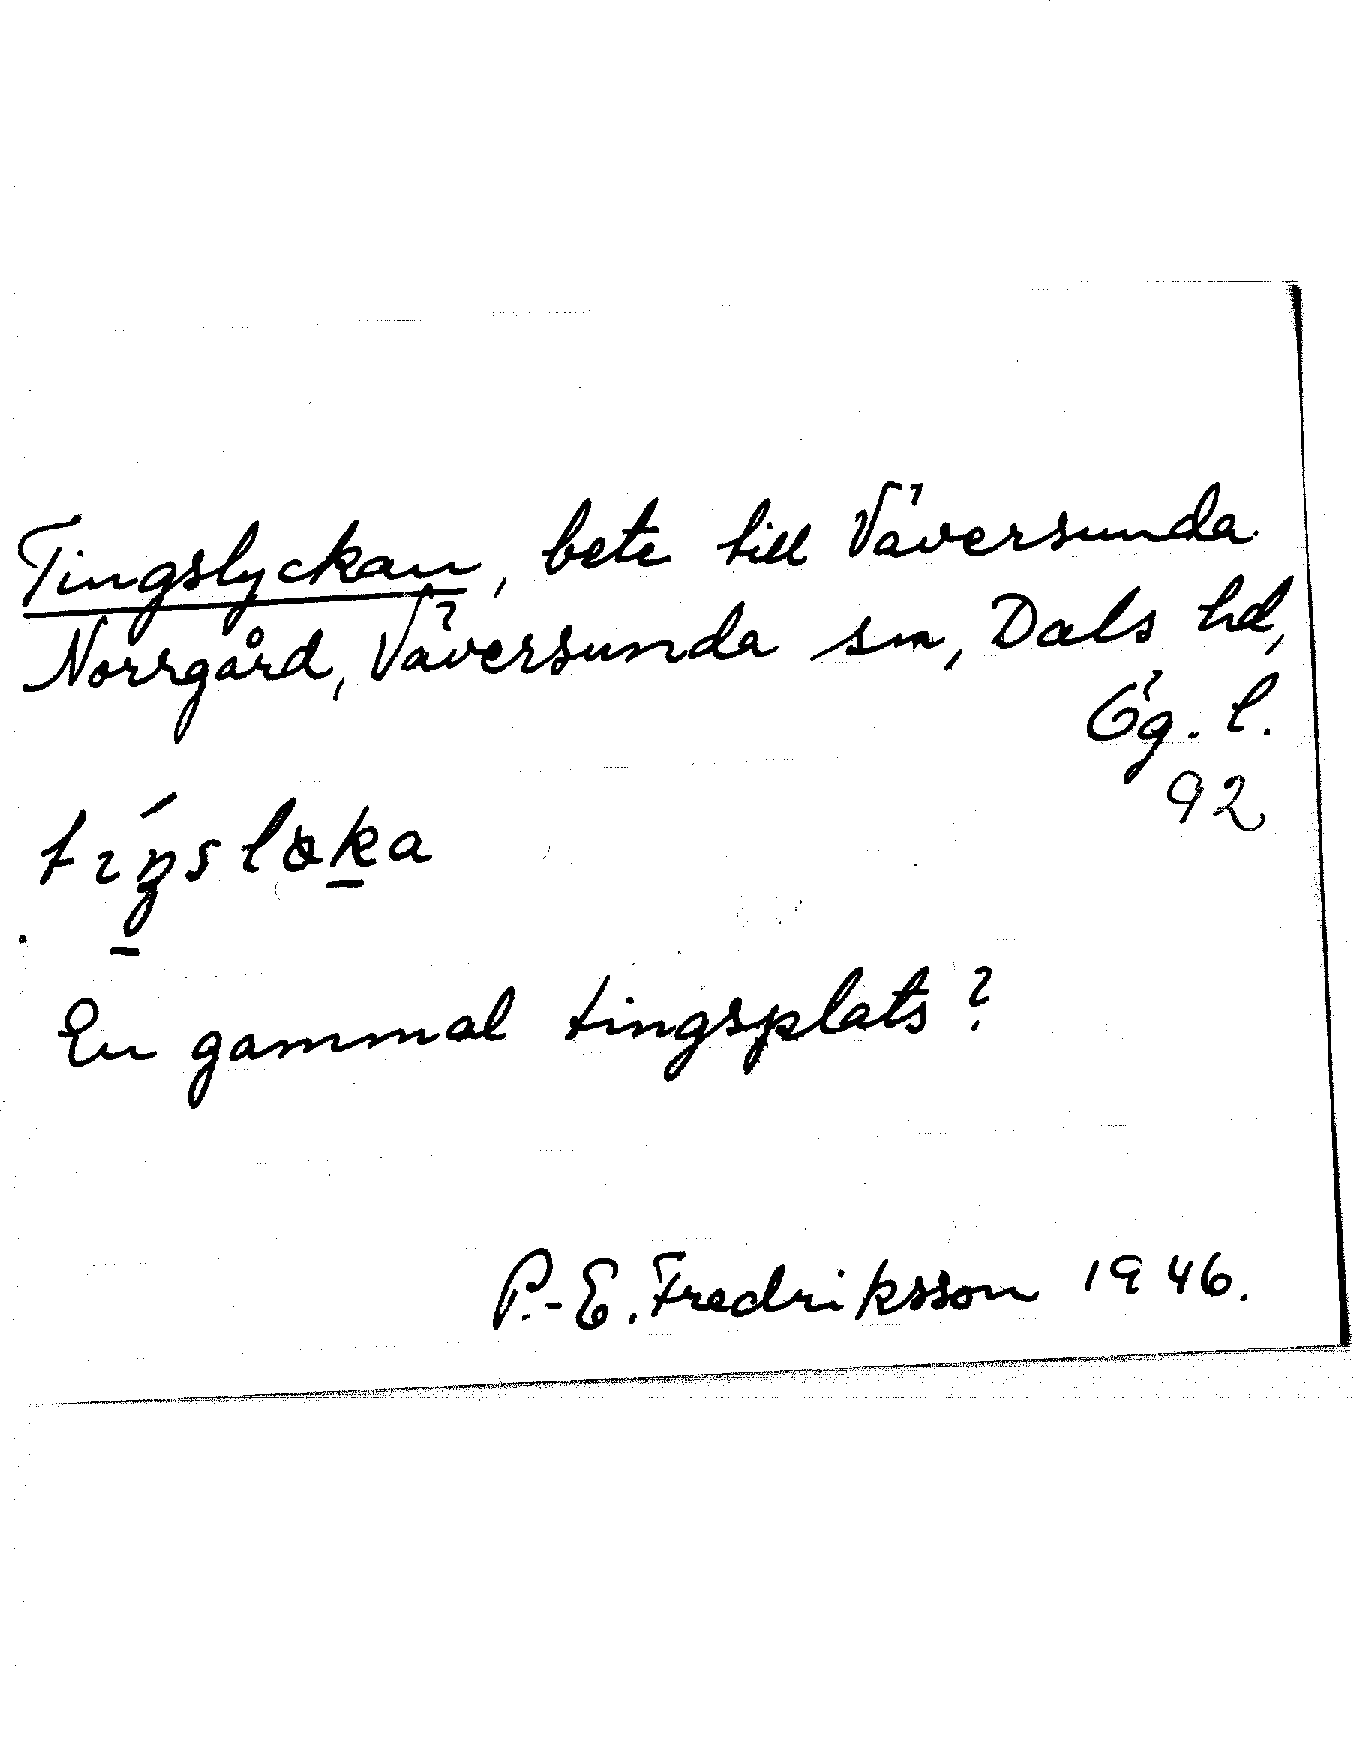 Tingslyckan, bete till Väversunda
Norrgård, Väversunda sn, Dals hd,
Ög. l.
92
En gammal tingsplats?
P.-E. Fredriksson 1946.